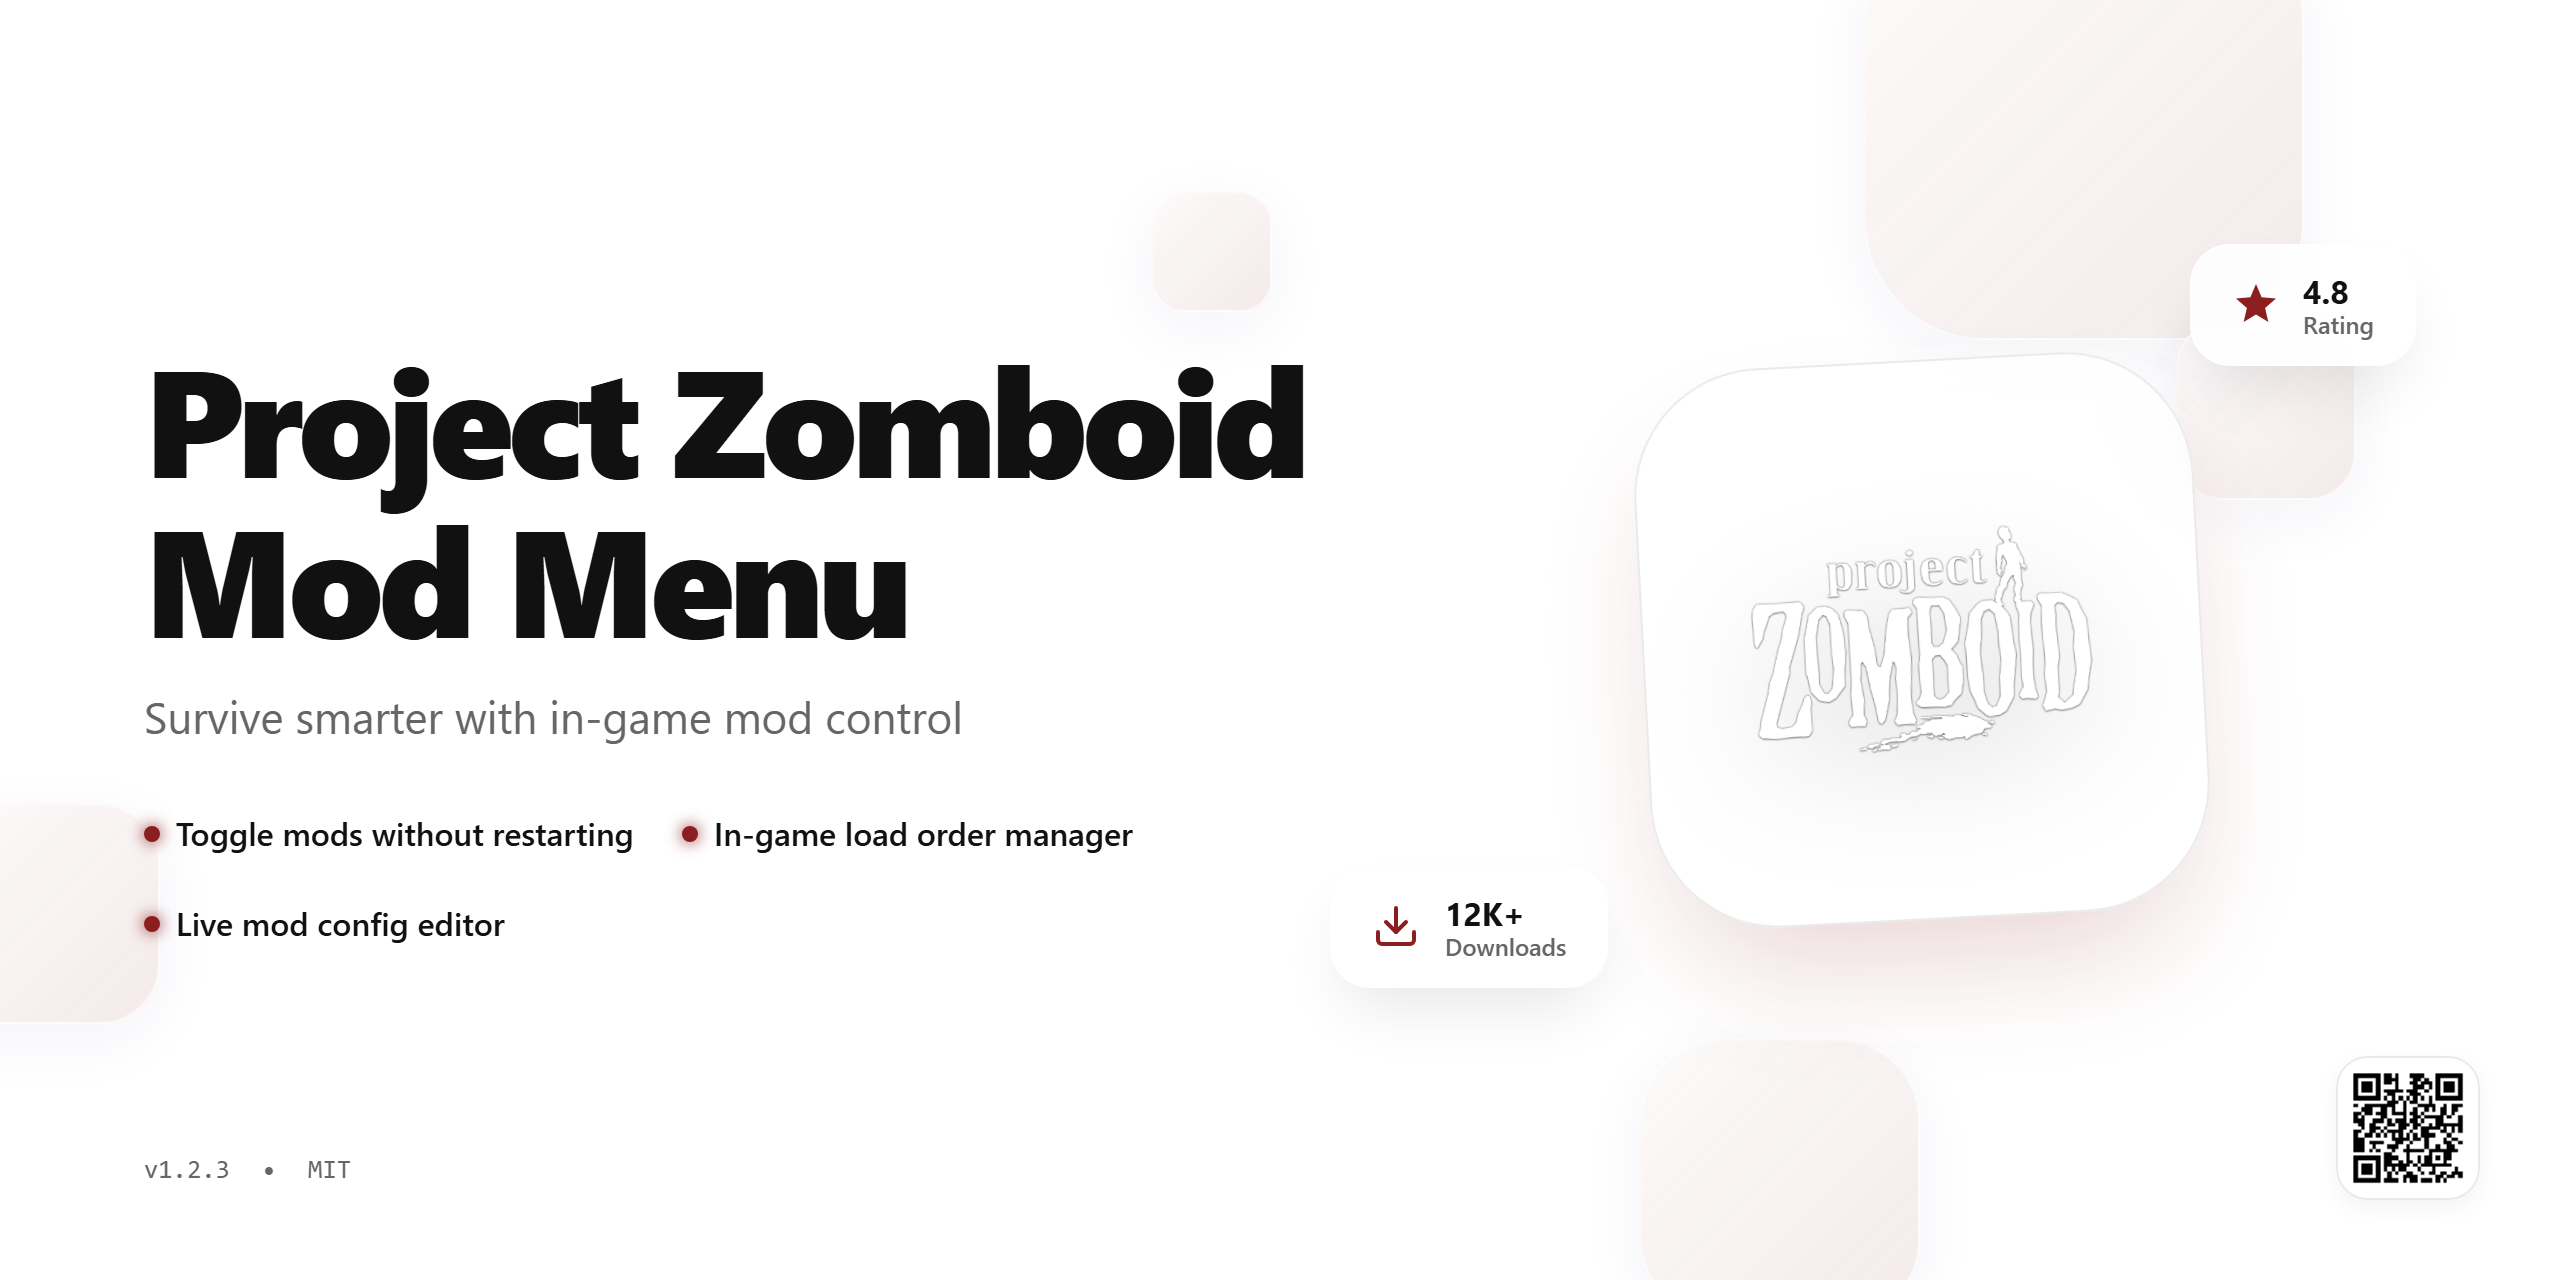 Project Zomboid
Mod Menu
Survive smarter with in-game mod control
Toggle mods without restarting
In-game load order manager
Live mod config editor
v1.2.3 • MIT
4.8
Rating
project
ZOMBOID
12K+
Downloads